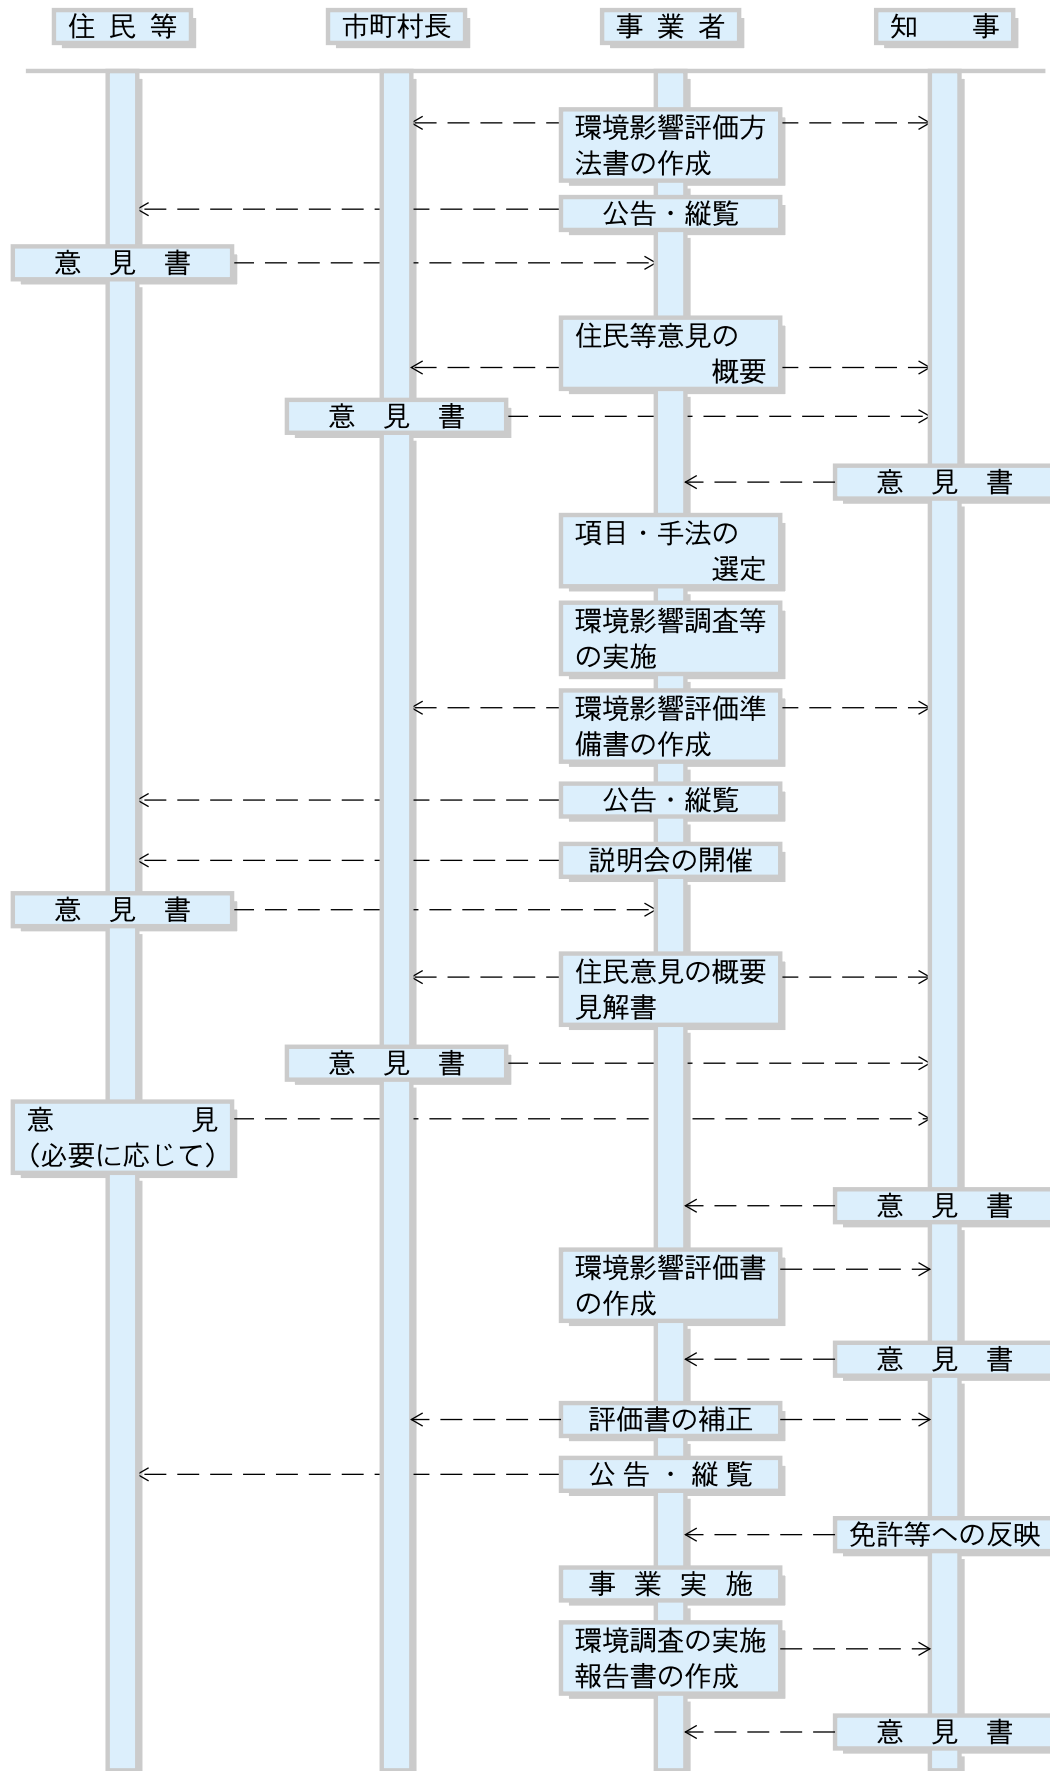 住民等
市町村長
事業者
知事
環境影響評価方
法書の作成
公告・縦覧
意見書
住民等意見の
概要
意見書
意見書
項目・手法の
選定
環境影響調査等
の実施
環境影響評価準
備書の作成
公告・縦覧
説明会の開催
意見書
住民意見の概要
見解書
意見書
意見
（必要に応じて）
意見書
環境影響評価書
の作成
意見書
評価書の補正
公告・縦覧
免許等への反映
事業実施
環境調査の実施
報告書の作成
意見書